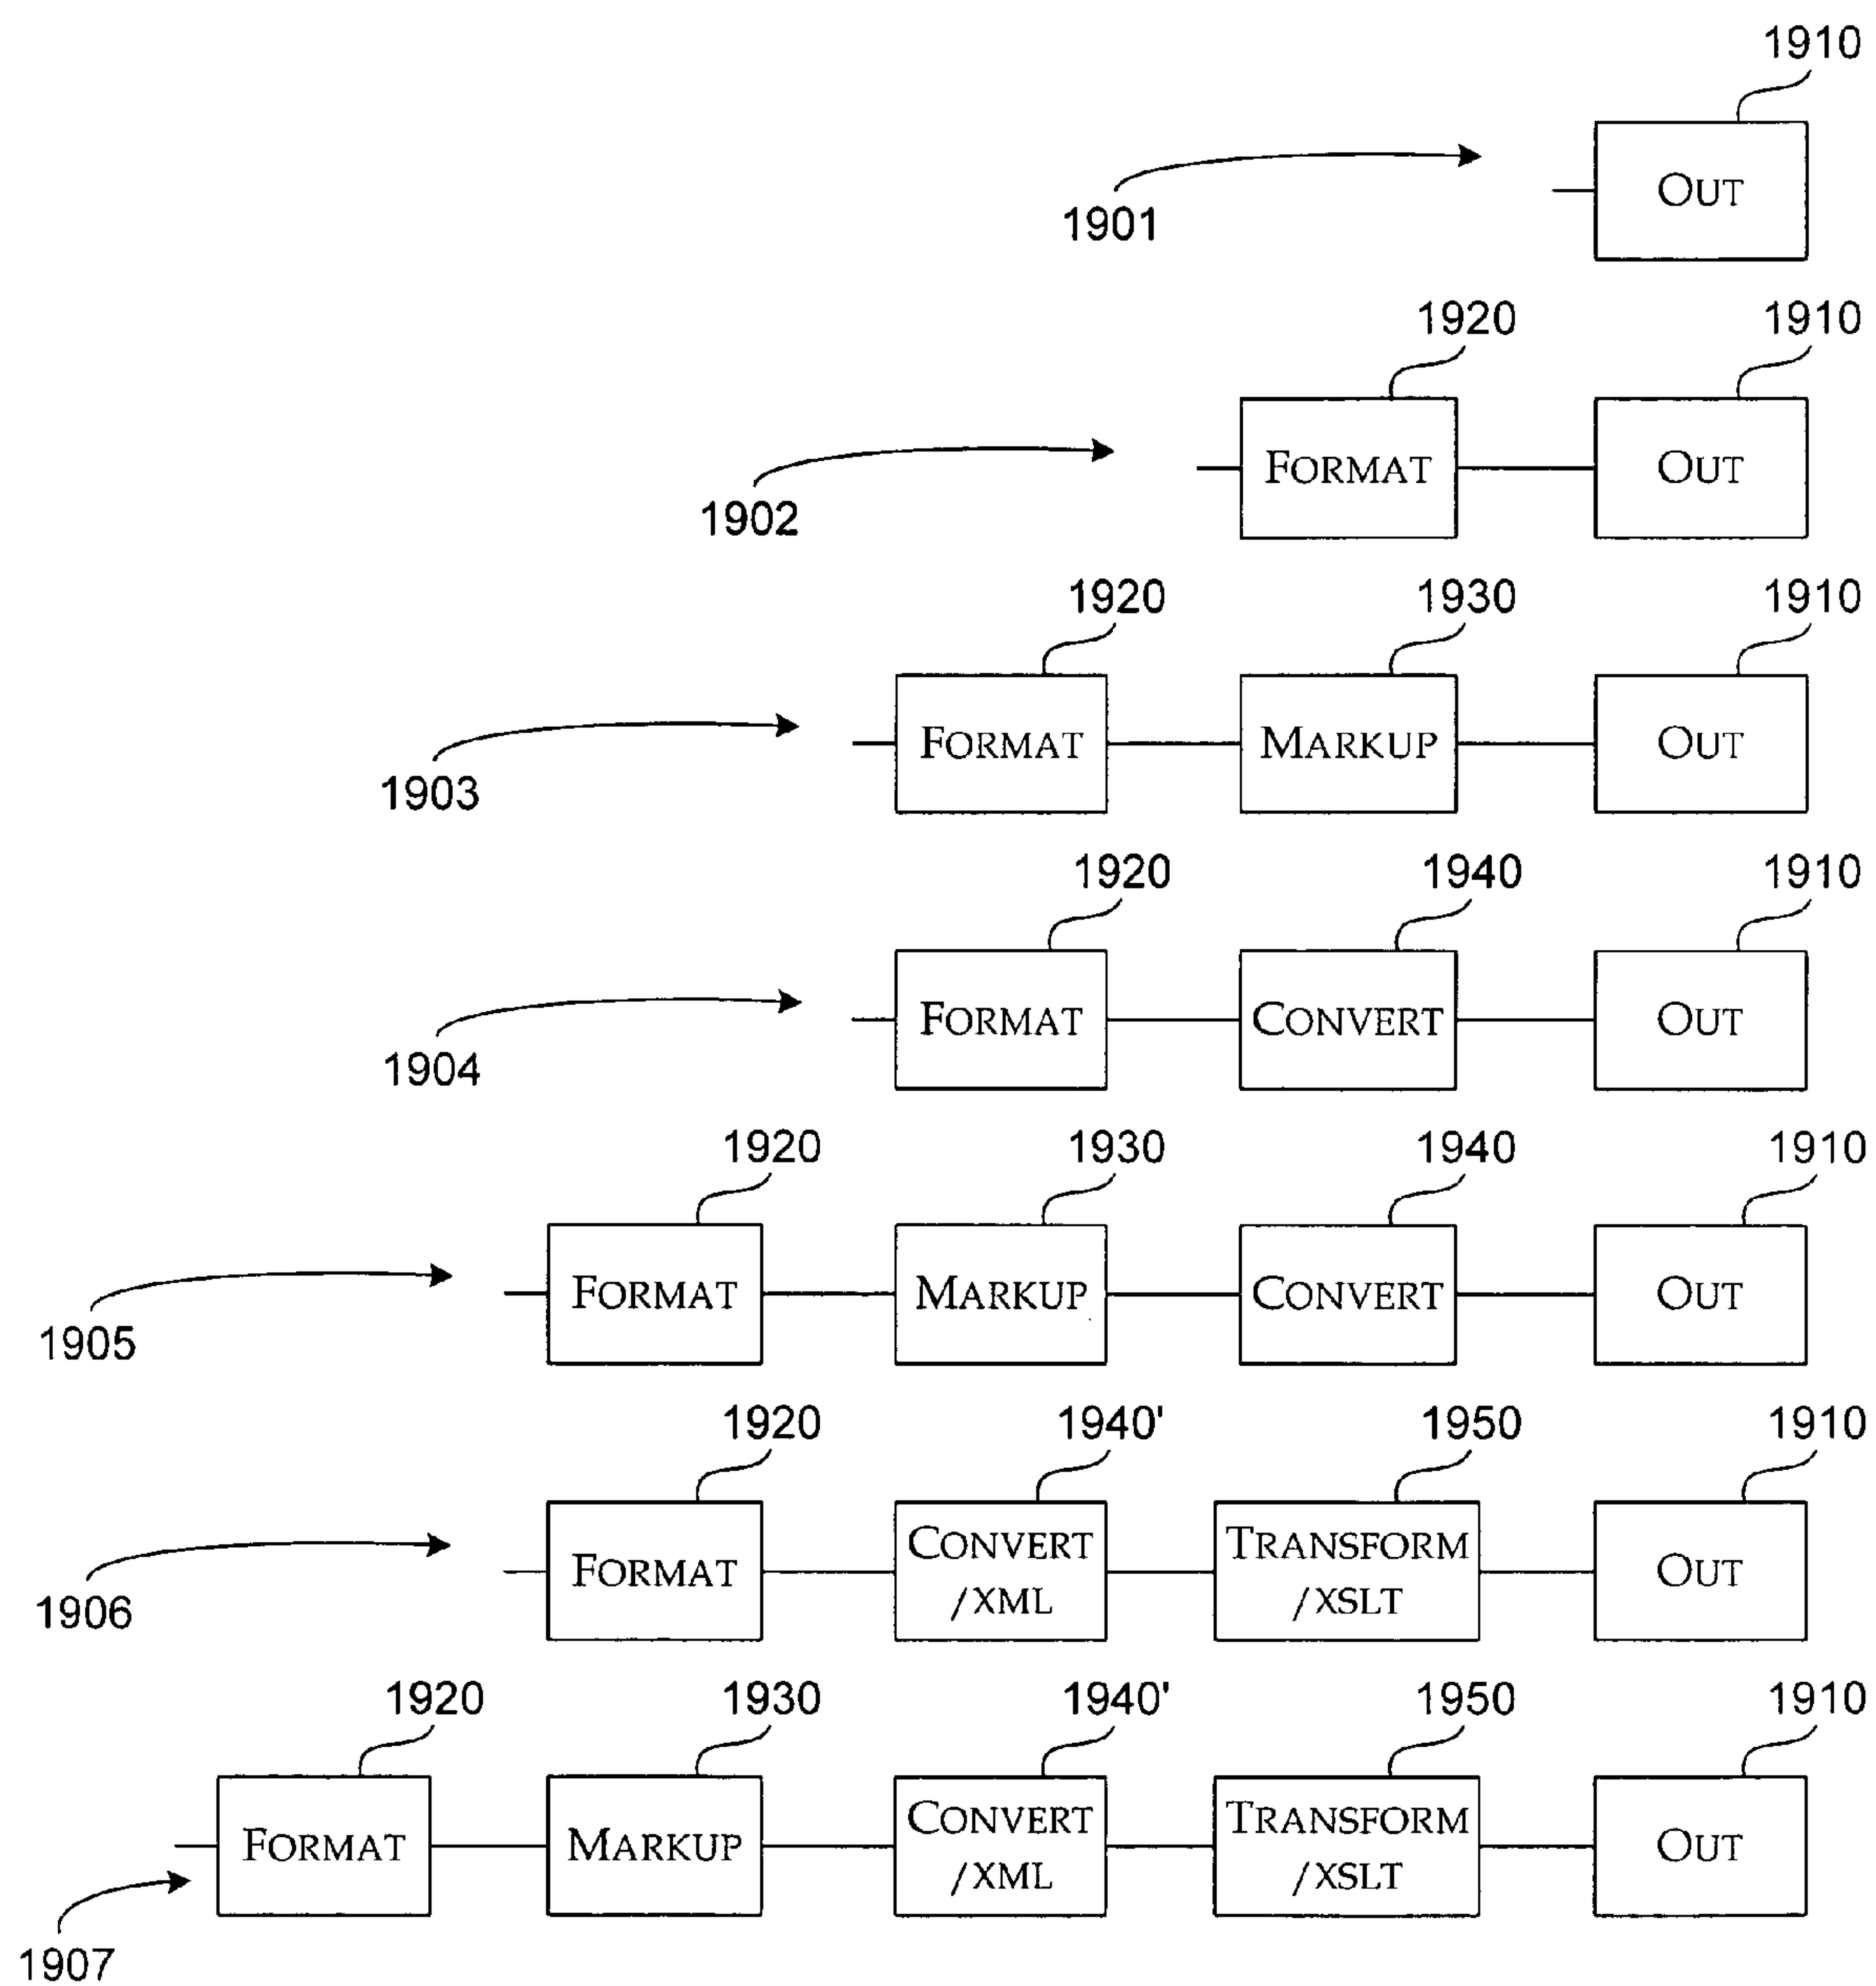 1910
OUT
1901
1920 1910
FORMAT OUT
1902
1920 1930 1910
FORMAT MARKUP OUT
1903
1920 1940 1910
FORMAT CONVERT OUT
1904
1920 1930 1940 1910
FORMAT MARKUP CONVERT OUT
1905
1920 1940' 1950 1910
FORMAT CONVERT /XML TRANSFORM /XSLT OUT
1906
1920 1930 1940' 1950 1910
FORMAT MARKUP CONVERT /XML TRANSFORM /XSLT OUT
1907